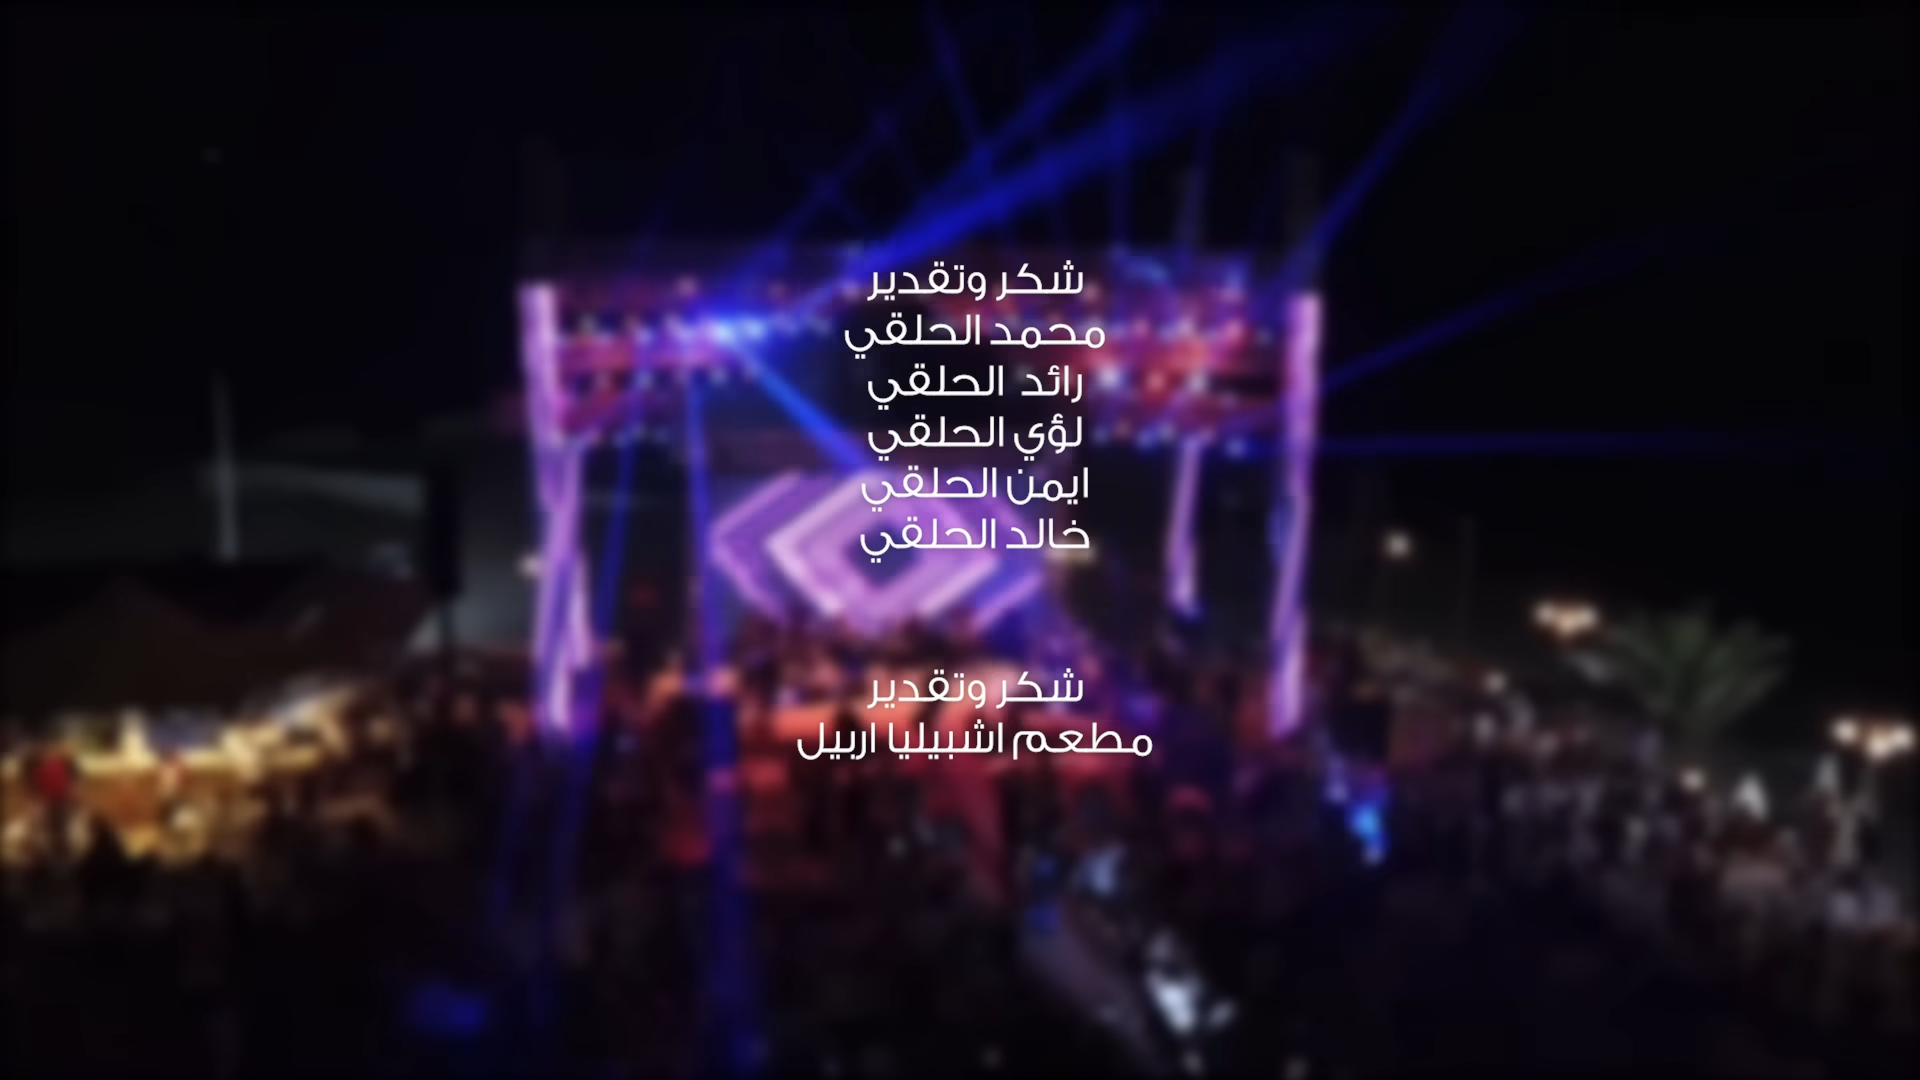 شكر وتقدير
محمد الحلقي
رائد الحلقي
لؤي الحلقي
ايمن الحلقي
خالد الحلقي
شكر وتقدير
مطعم اشبيليا اربيل